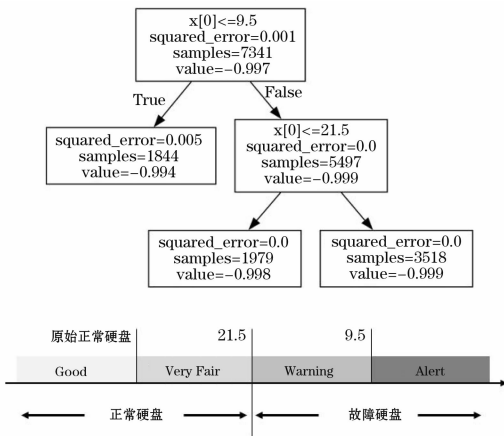 x[0]<=9.5
squared_error=0.001
samples=7341
value=−0.997
True
False
squared_error=0.005
samples=1844
value=−0.994
x[0]<=21.5
squared_error=0.0
samples=5497
value=−0.999
squared_error=0.0
samples=1979
value=−0.998
squared_error=0.0
samples=3518
value=−0.999
原始正常硬盘 21.5 9.5
Good Very Fair Warning Alert
正常硬盘 故障硬盘